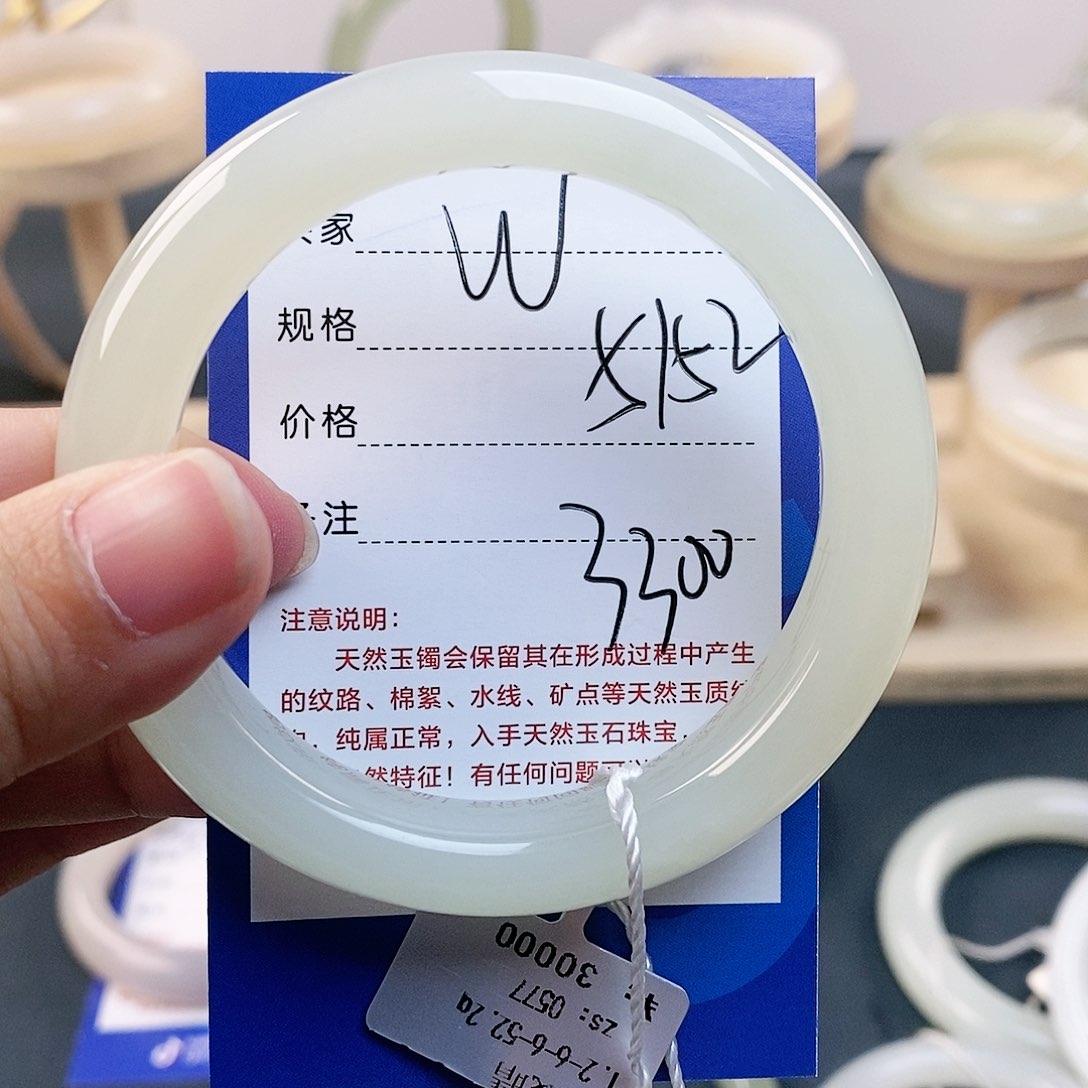 家 W
规格 5152
价格
注 3300
注意说明：
天然玉镯会保留其在形成过程中产生
的纹路、棉絮、水线、矿点等天然玉质
纯属正常，入手天然玉石珠宝，
然特征！有任何问题
¥: 30000
zs: 0577
1.2-6-6-52.2g